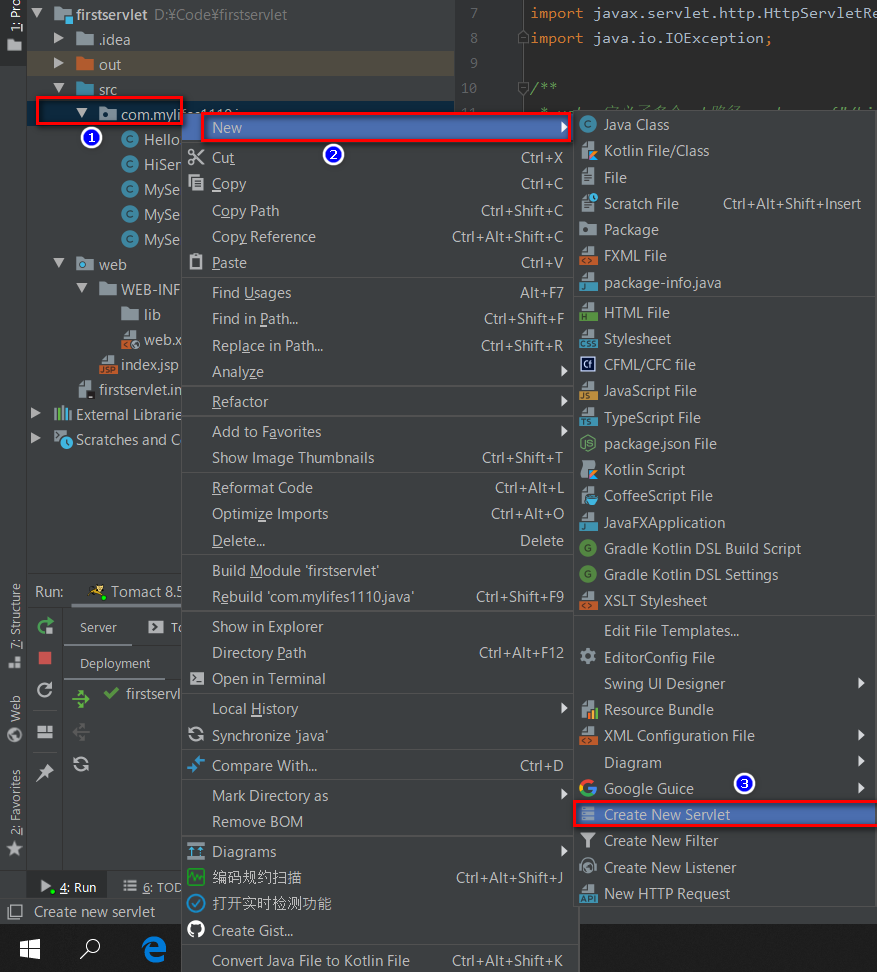 1: Pro
firstservlet D:¥Code¥firstservlet
.idea
out
src
com.mylifes1110.j
Hello
HiSer
MySe
MySe
MySe
web
WEB-INF
lib
web.x
index.jsp
firstservlet.im
External Librarie
Scratches and Co
7 import javax.servlet.http.HttpServletRe
8 import java.io.IOException;
9
10 /**
11
1
2
New
Cut Ctrl+X
Copy Ctrl+C
Copy Path Ctrl+Shift+C
Copy Reference Ctrl+Alt+Shift+C
Paste Ctrl+V
Find Usages Alt+F7
Find in Path... Ctrl+Shift+F
Replace in Path... Ctrl+Shift+R
Analyze
Refactor
Add to Favorites
Show Image Thumbnails Ctrl+Shift+T
Reformat Code Ctrl+Alt+L
Optimize Imports Ctrl+Alt+O
Delete... Delete
Build Module 'firstservlet'
Rebuild 'com.mylifes1110.java' Ctrl+Shift+F9
Show in Explorer
Directory Path Ctrl+Alt+F12
Open in Terminal
Local History
Synchronize 'java'
Compare With... Ctrl+D
Mark Directory as
Remove BOM
Diagrams
编码规约扫描 Ctrl+Alt+Shift+J
打开实时检测功能
Create Gist...
Convert Java File to Kotlin File Ctrl+Alt+Shift+K
Java Class
Kotlin File/Class
File
Scratch File Ctrl+Alt+Shift+Insert
Package
FXML File
package-info.java
HTML File
Stylesheet
CFML/CFC file
JavaScript File
TypeScript File
package.json File
Kotlin Script
CoffeeScript File
JavaFXApplication
Gradle Kotlin DSL Build Script
Gradle Kotlin DSL Settings
XSLT Stylesheet
Edit File Templates...
EditorConfig File
Swing UI Designer
Resource Bundle
XML Configuration File
Diagram
Google Guice
3
Create New Servlet
Create New Filter
Create New Listener
New HTTP Request
7: Structure
Web
2: Favorites
Run: Tomact 8.5
Server To
Deployment
firstservl
4: Run 6: TOD
Create new servlet